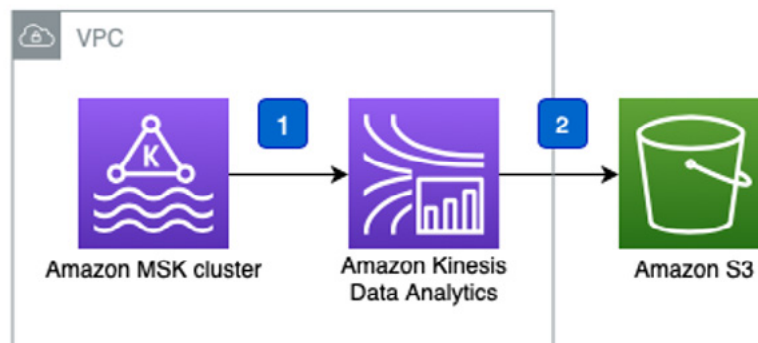 VPC
1
2
K
Amazon MSK cluster
Amazon Kinesis
Data Analytics
Amazon S3